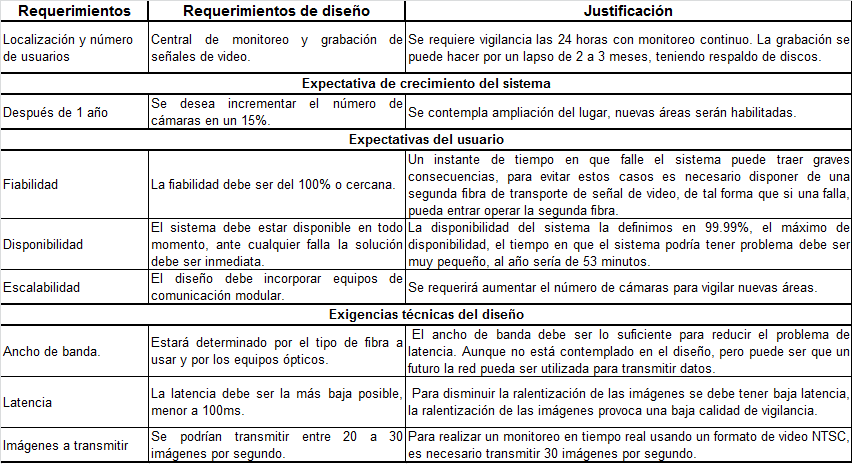 Requerimientos Requerimientos de diseño Justificación
Localización y número de usuarios
Central de monitoreo y grabación de señales de video.
Se requiere vigilancia las 24 horas con monitoreo continuo. La grabación se puede hacer por un lapso de 2 a 3 meses, teniendo respaldo de discos.
Expectativa de crecimiento del sistema
Después de 1 año
Se desea incrementar el número de cámaras en un 15%.
Se contempla ampliación del lugar, nuevas áreas serán habilitadas.
Expectativas del usuario
Fiabilidad
La fiabilidad debe ser del 100% o cercana.
Un instante de tiempo en que falle el sistema puede traer graves consecuencias, para evitar estos casos es necesario disponer de una segunda fibra de transporte de señal de video, de tal forma que si una falla, pueda entrar operar la segunda fibra.
Disponibilidad
El sistema debe estar disponible en todo momento, ante cualquier falla la solución debe ser inmediata.
La disponibilidad del sistema la definimos en 99.99%, el máximo de disponibilidad, el tiempo en que el sistema podría tener problema debe ser muy pequeño, al año sería de 53 minutos.
Escalabilidad
El diseño debe incorporar equipos de comunicación modular.
Se requerirá aumentar el número de cámaras para vigilar nuevas áreas.
Exigencias técnicas del diseño
Ancho de banda.
Estará determinado por el tipo de fibra a usar y por los equipos ópticos.
El ancho de banda debe ser lo suficiente para reducir el problema de latencia. Aunque no está contemplado en el diseño, pero puede ser que un futuro la red pueda ser utilizada para transmitir datos.
Latencia
La latencia debe ser la más baja posible, menor a 100ms.
Para disminuir la ralentización de las imágenes se debe tener baja latencia, la ralentización de las imágenes provoca una baja calidad de vigilancia.
Imágenes a transmitir
Se podrían transmitir entre 20 a 30 imágenes por segundo.
Para realizar un monitoreo en tiempo real usando un formato de video NTSC, es necesario transmitir 30 imágenes por segundo.